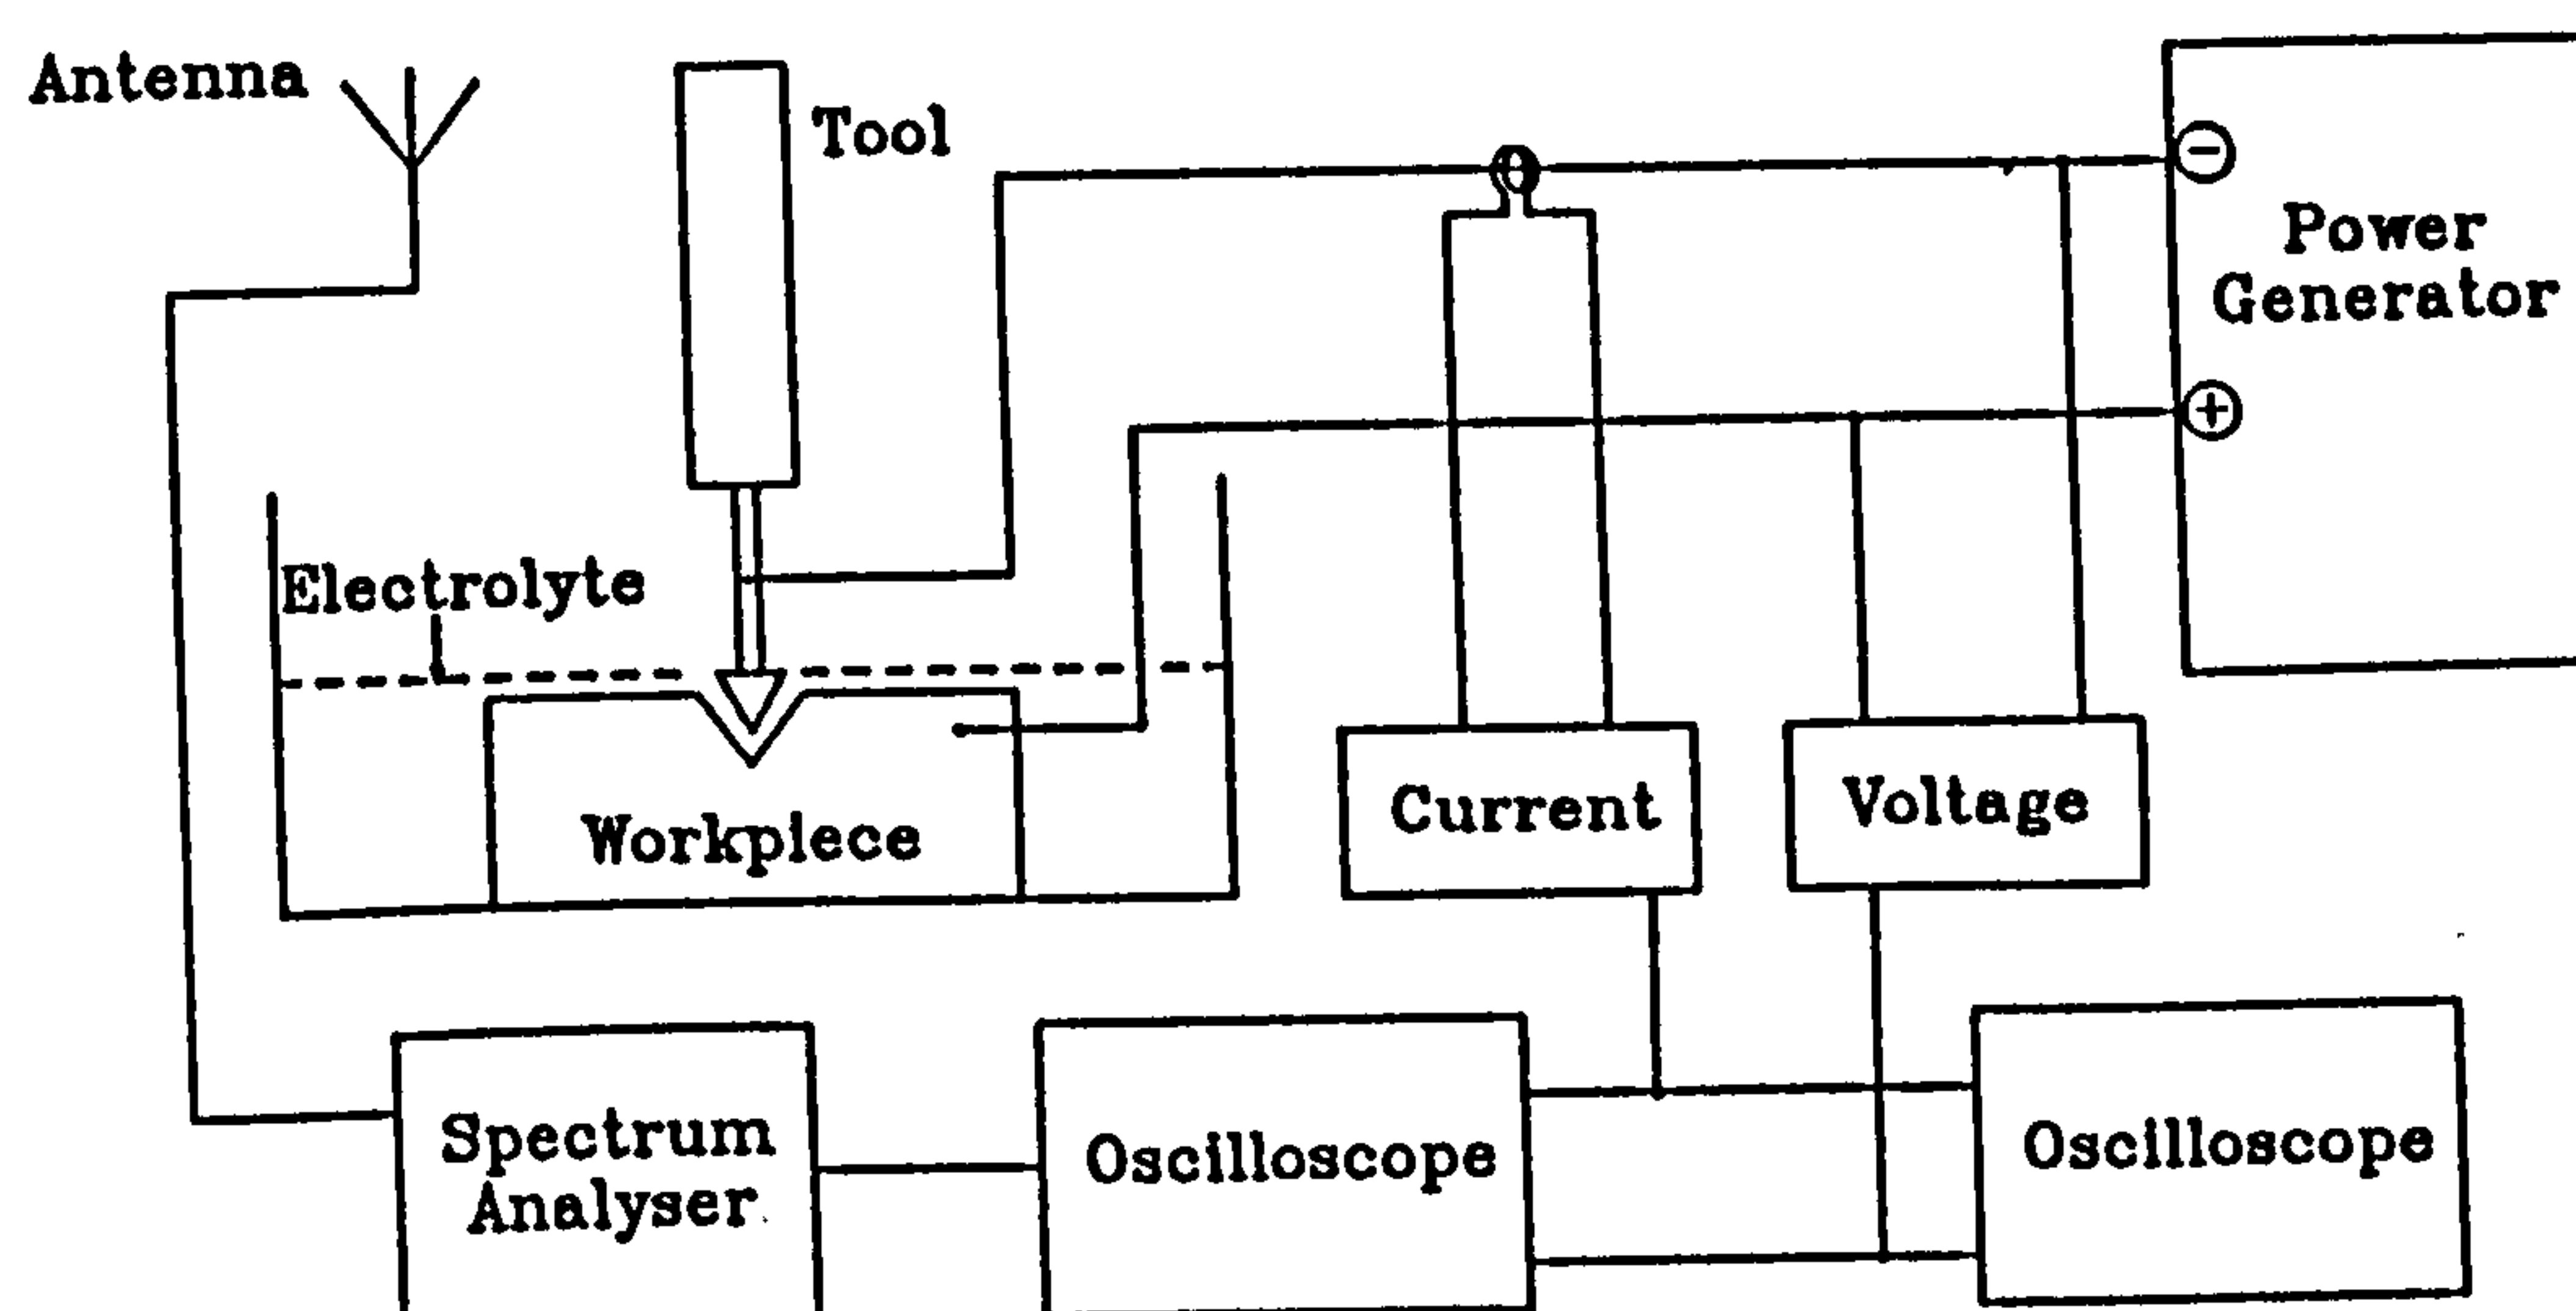 Antenna
Tool
−
Power
Generator
+
Electrolyte
Workpiece
Current
Voltage
Spectrum
Analyser
Oscilloscope
Oscilloscope